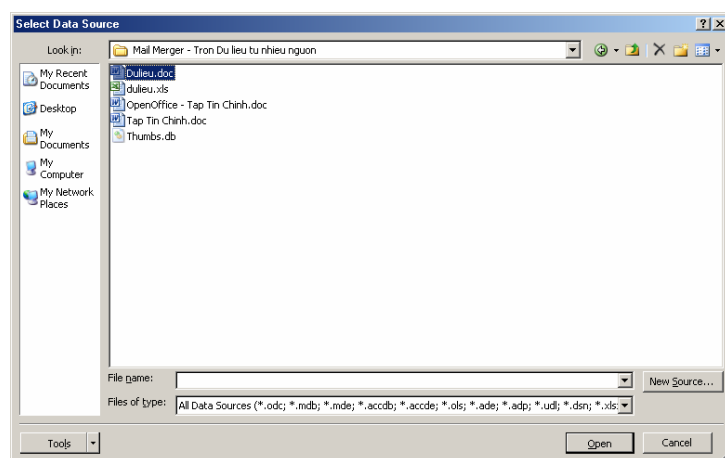 Select Data Source
Look in: Mail Merger - Tron Du lieu tu nhieu nguon
My Recent
Documents
Desktop
My
Documents
My
Computer
My Network
Places
Dulieu.doc
dulieu.xls
OpenOffice - Tap Tin Chinh.doc
Tap Tin Chinh.doc
Thumbs.db
File name:
New Source...
Files of type: All Data Sources (*.odc; *.mdb; *.mde; *.accdb; *.accde; *.ols; *.ade; *.adp; *.udl; *.dsn; *.xls;
Tools
Open
Cancel